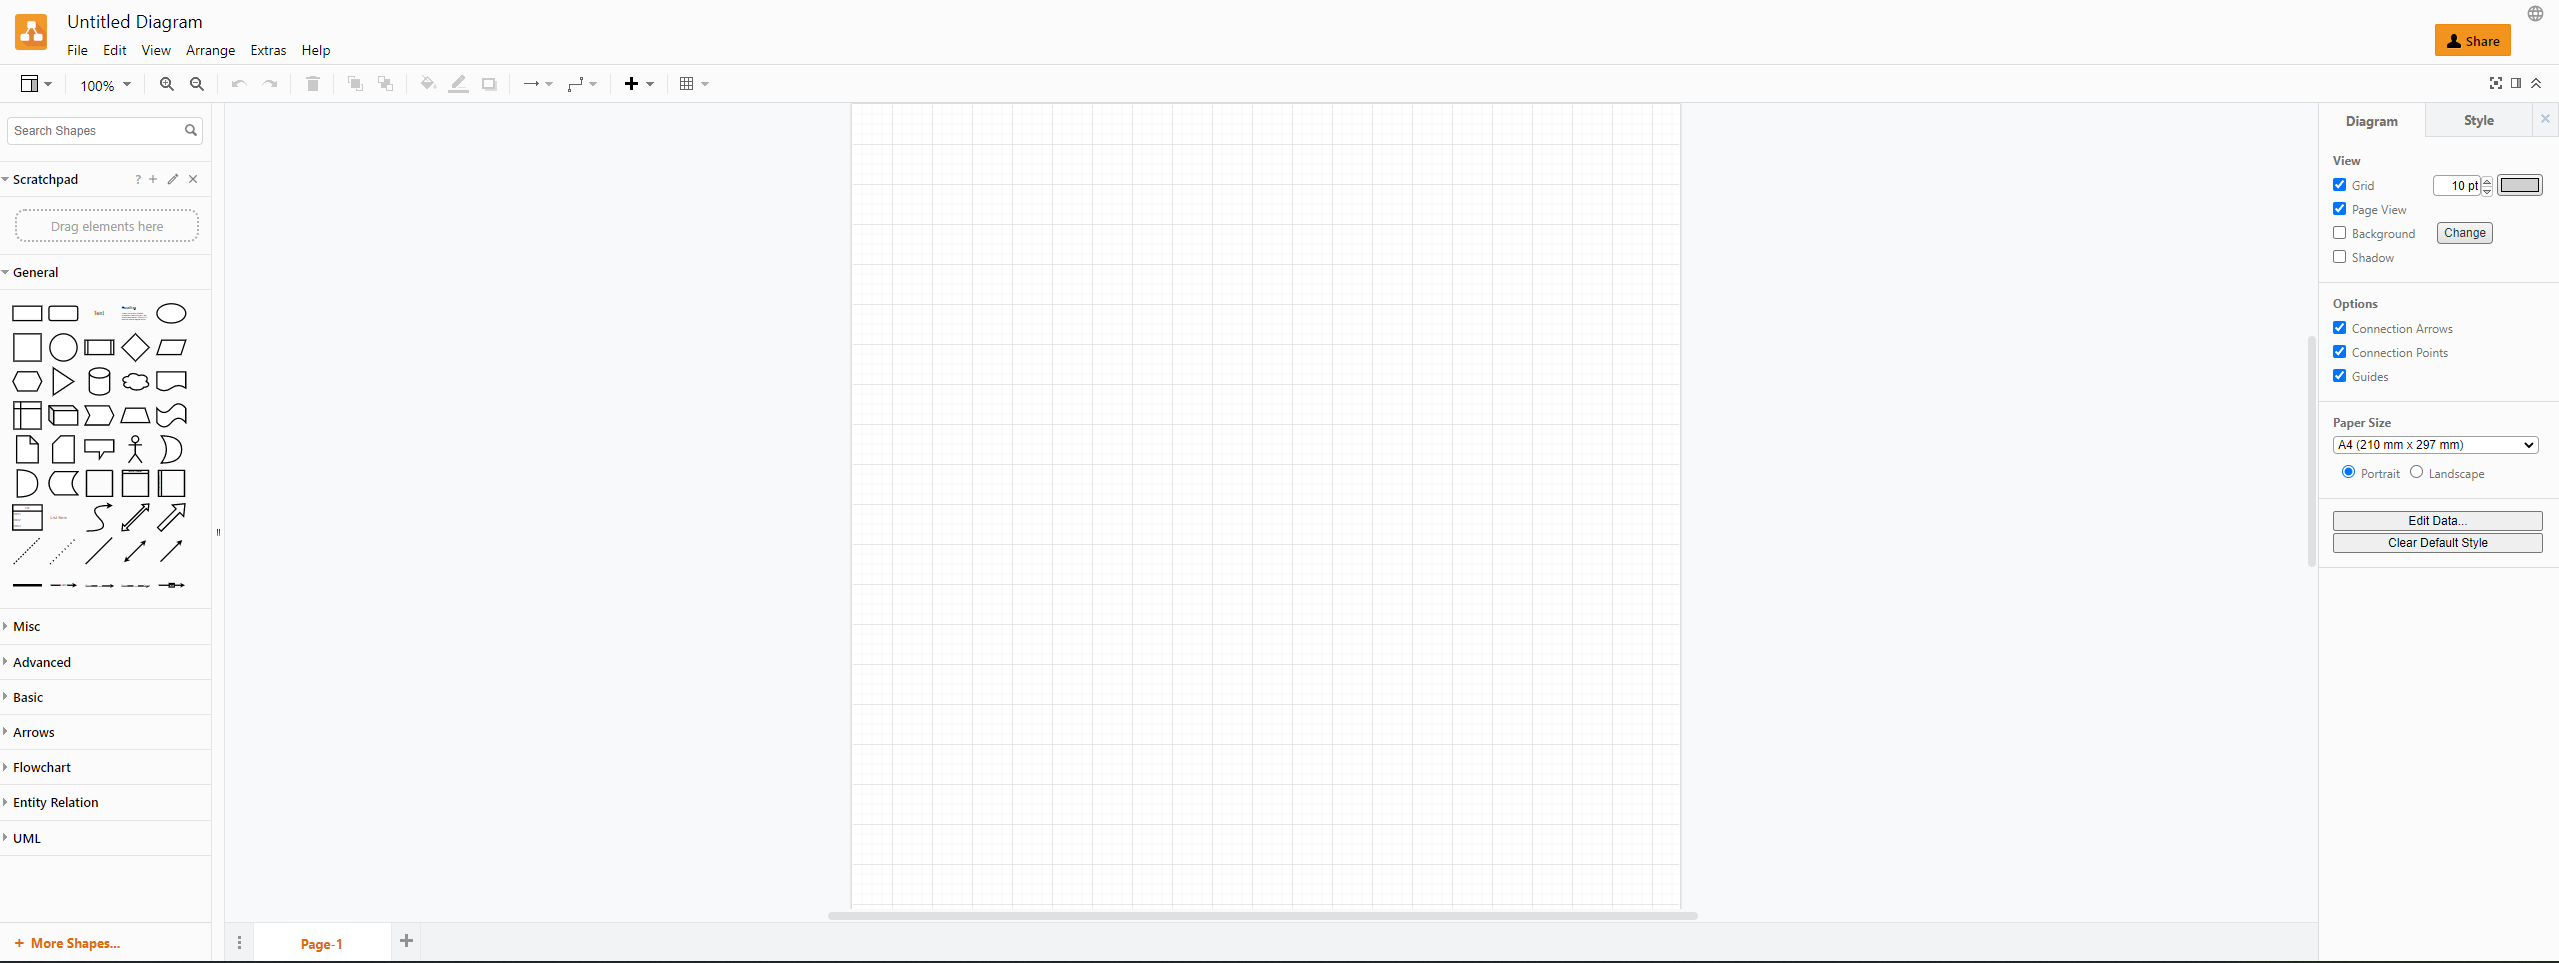 Untitled Diagram
File Edit View Arrange Extras Help
Share
100%
Search Shapes
Scratchpad ?
Drag elements here
General
Text
Heading
Misc
Advanced
Basic
Arrows
Flowchart
Entity Relation
UML
+ More Shapes...
Page-1
Diagram Style
View
Grid 10 pt
Page View
Background Change
Shadow
Options
Connection Arrows
Connection Points
Guides
Paper Size
A4 (210 mm x 297 mm)
Portrait Landscape
Edit Data...
Clear Default Style